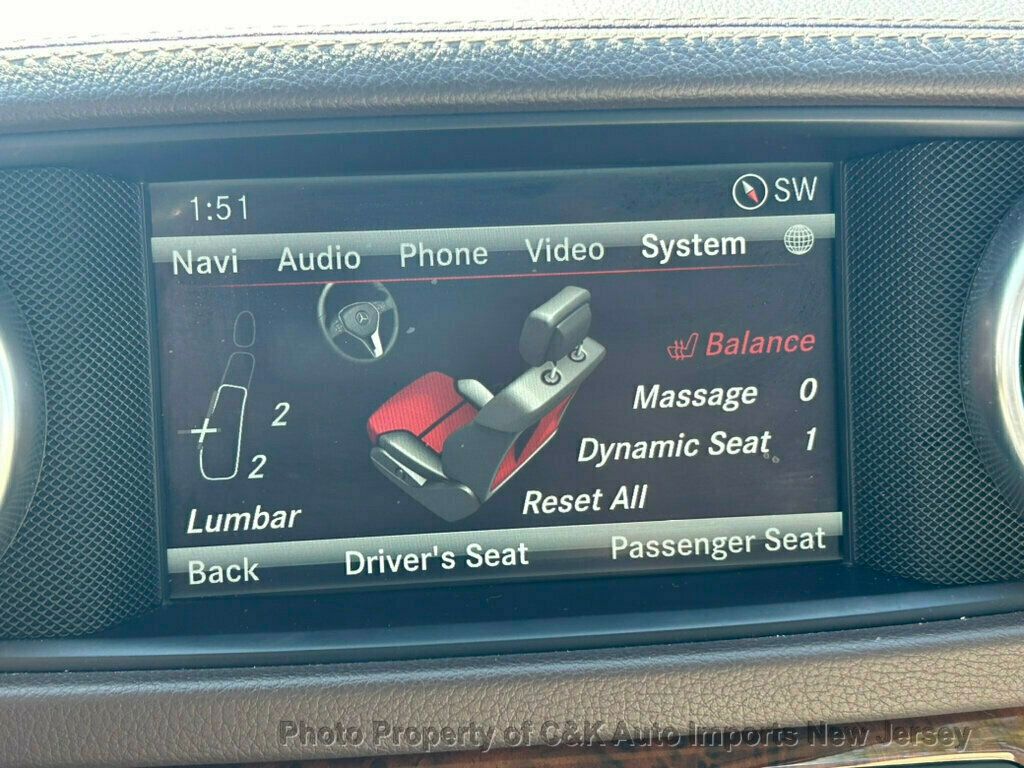 1:51 SW
Navi Audio Phone Video System
Balance
Massage 0
2
Dynamic Seat 1
2
Reset All
Lumbar
Back Driver's Seat Passenger Seat
Photo Property of C&K Auto Imports New Jersey